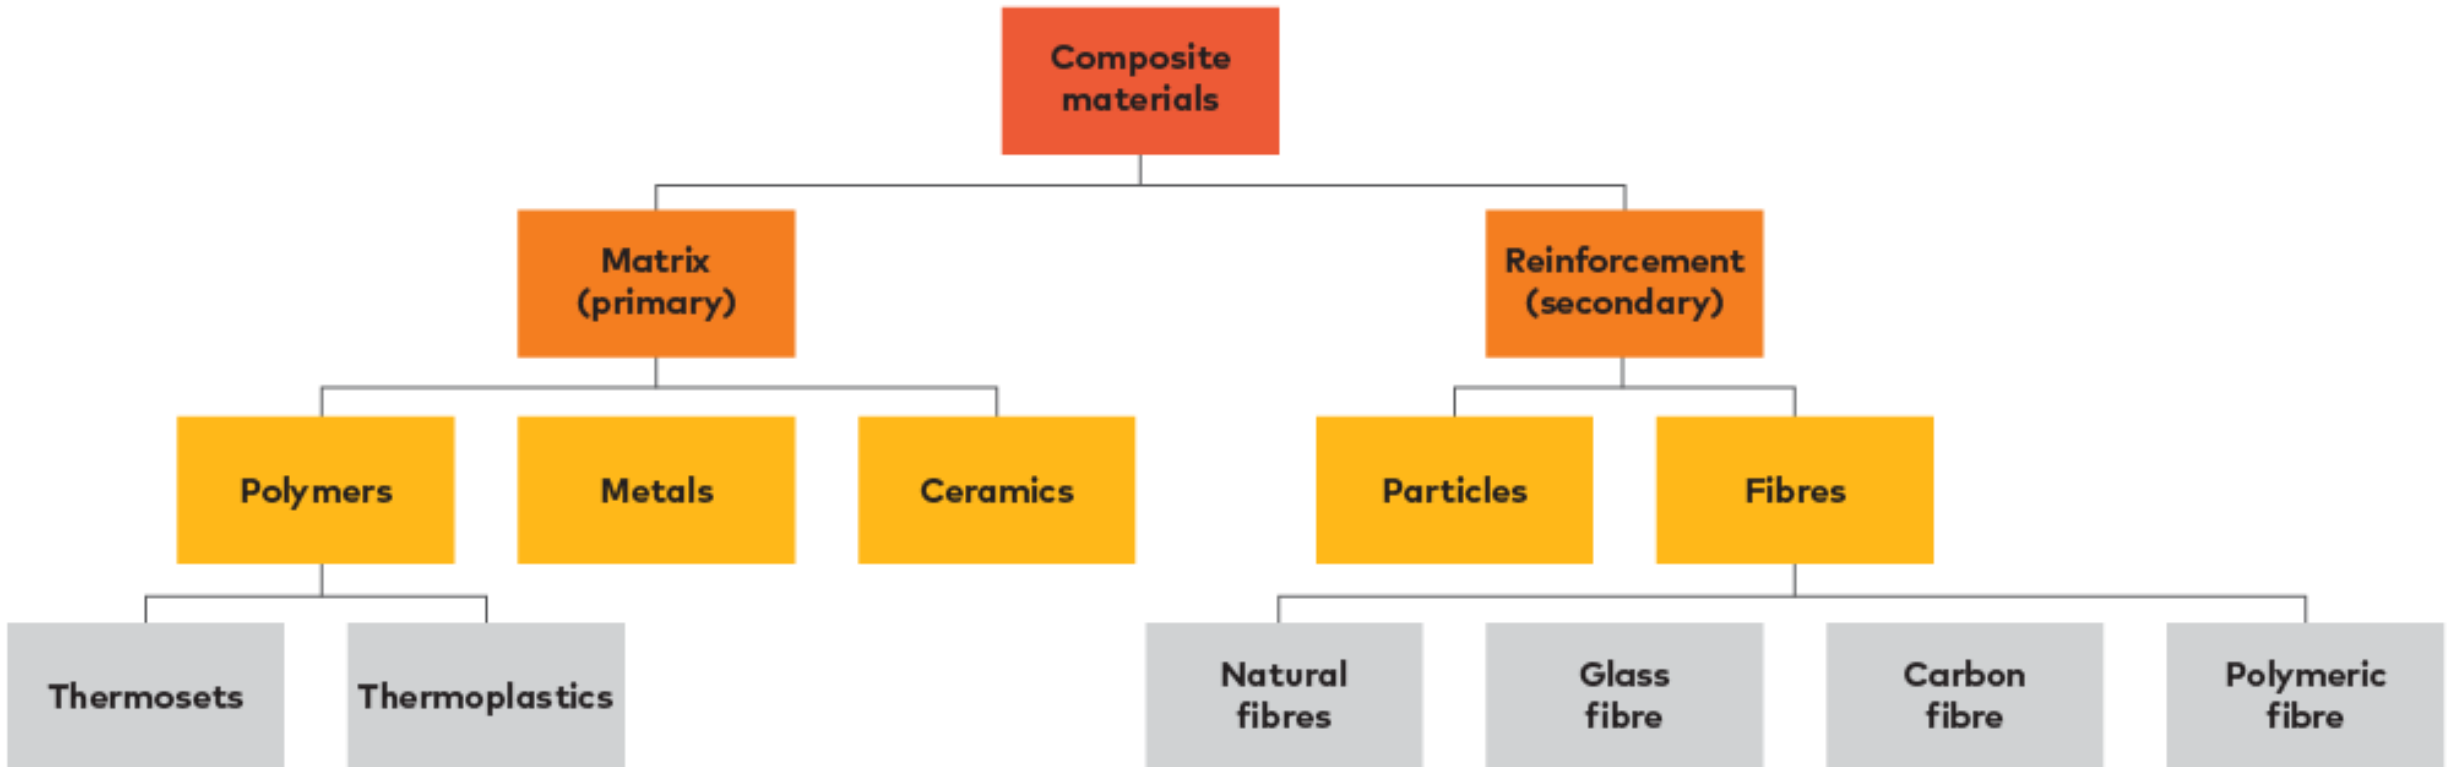 Composite
materials
Matrix
(primary)
Reinforcement
(secondary)
Polymers
Metals
Ceramics
Particles
Fibres
Thermosets
Thermoplastics
Natural
fibres
Glass
fibre
Carbon
fibre
Polymeric
fibre